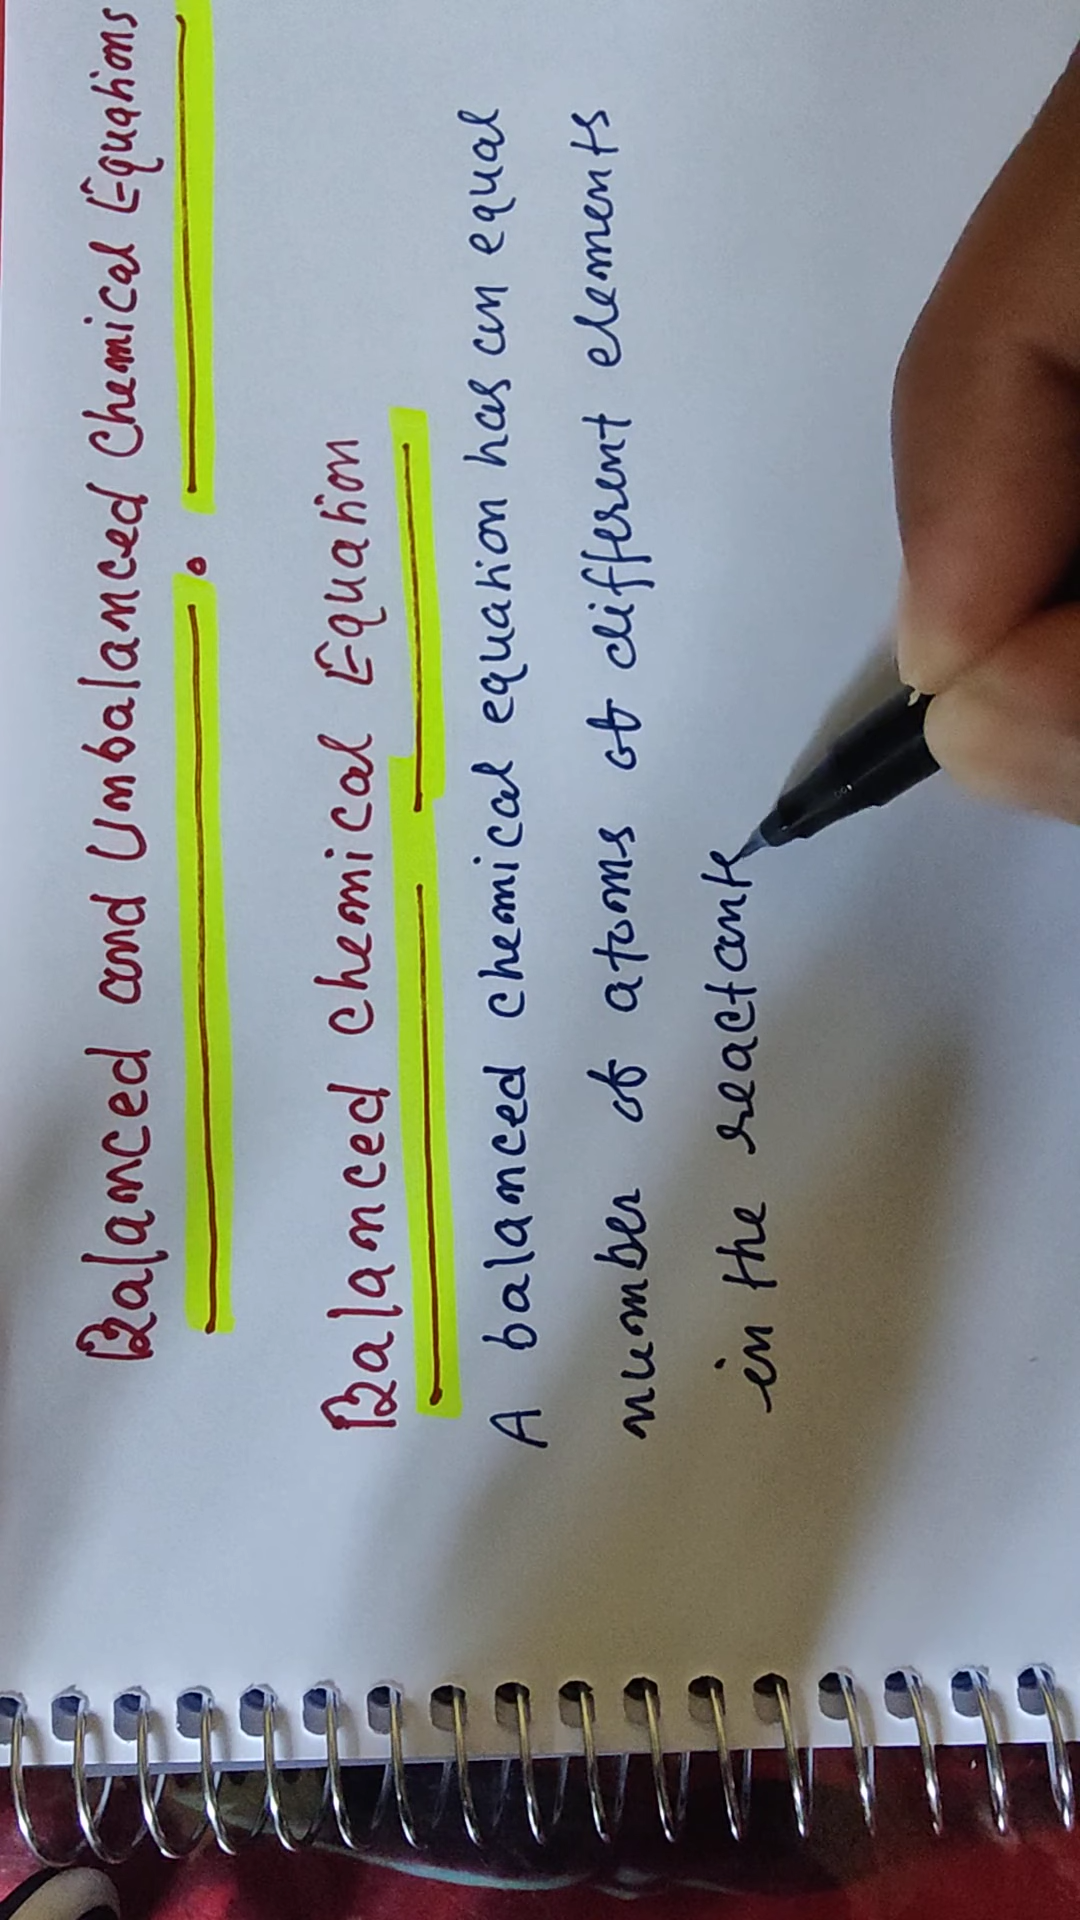 Balanced and Unbalanced Chemical Equations
Balanced Chemical Equation
A balanced chemical equation has an equal
number of atoms of different elements
in the reactants